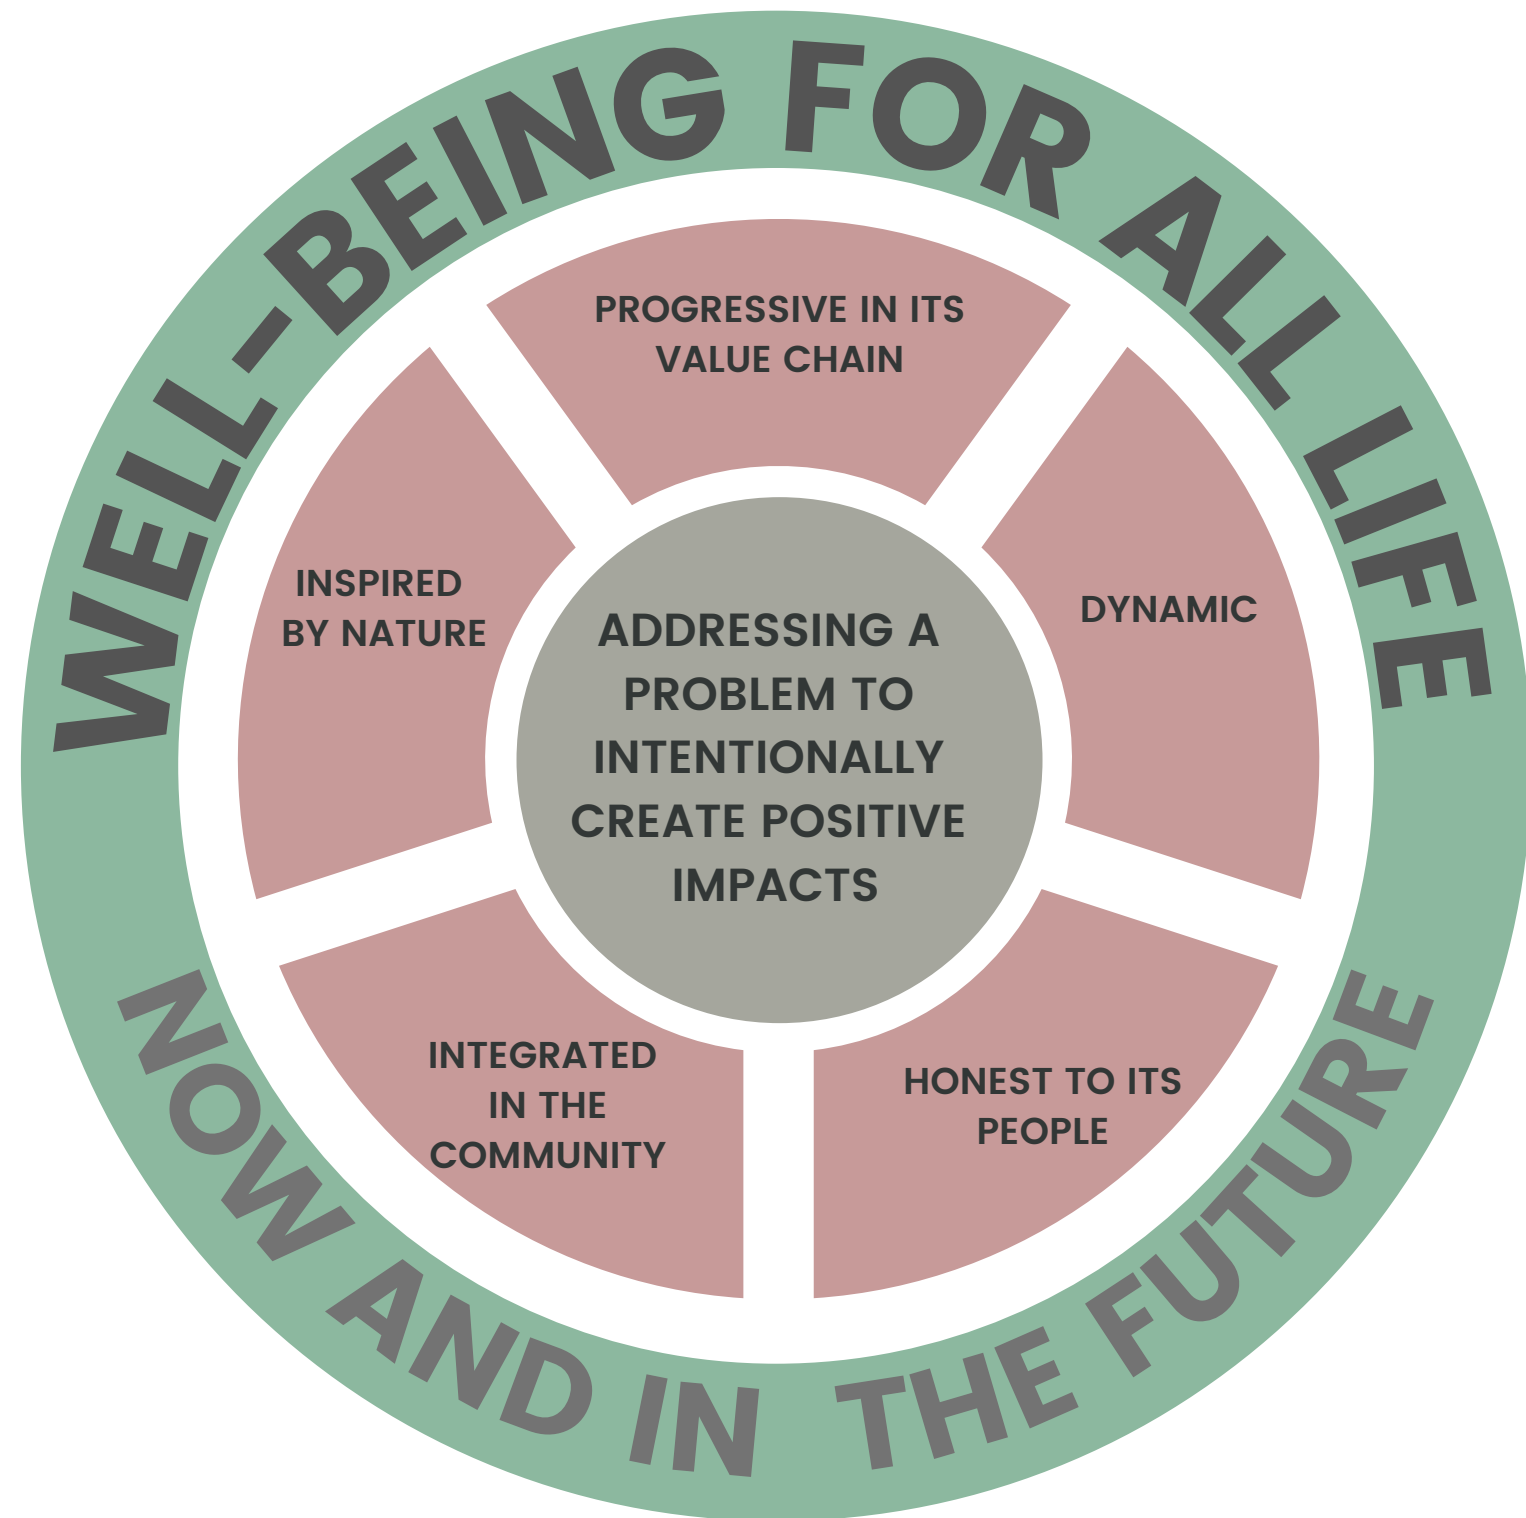 WELL-BEING FOR ALL LIFE
PROGRESSIVE IN ITS
VALUE CHAIN
INSPIRED
BY NATURE
DYNAMIC
ADDRESSING A
PROBLEM TO
INTENTIONALLY
CREATE POSITIVE
IMPACTS
INTEGRATED
IN THE
COMMUNITY
HONEST TO ITS
PEOPLE
NOW AND IN THE FUTURE